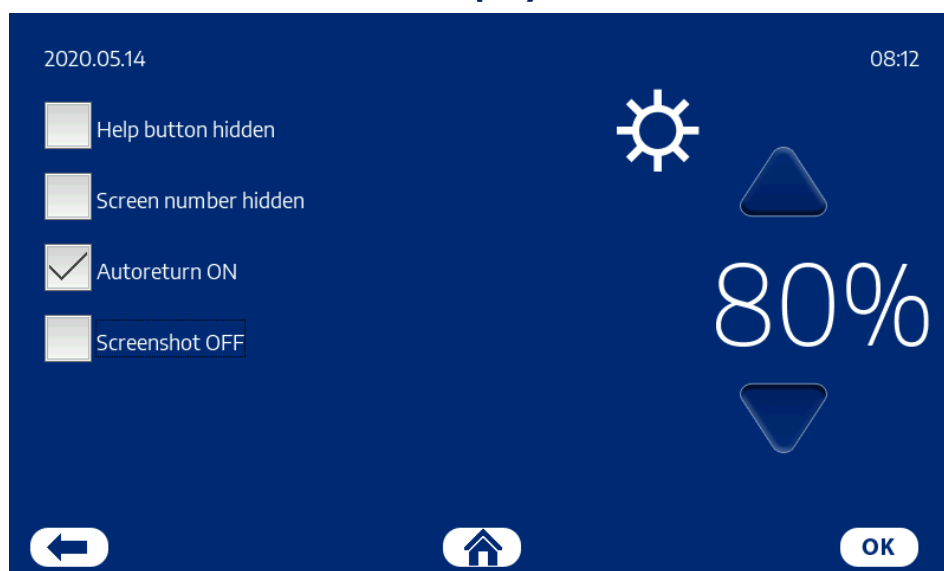 2020.05.14 08:12
Help button hidden
Screen number hidden
Autoreturn ON
80%
Screenshot OFF
OK